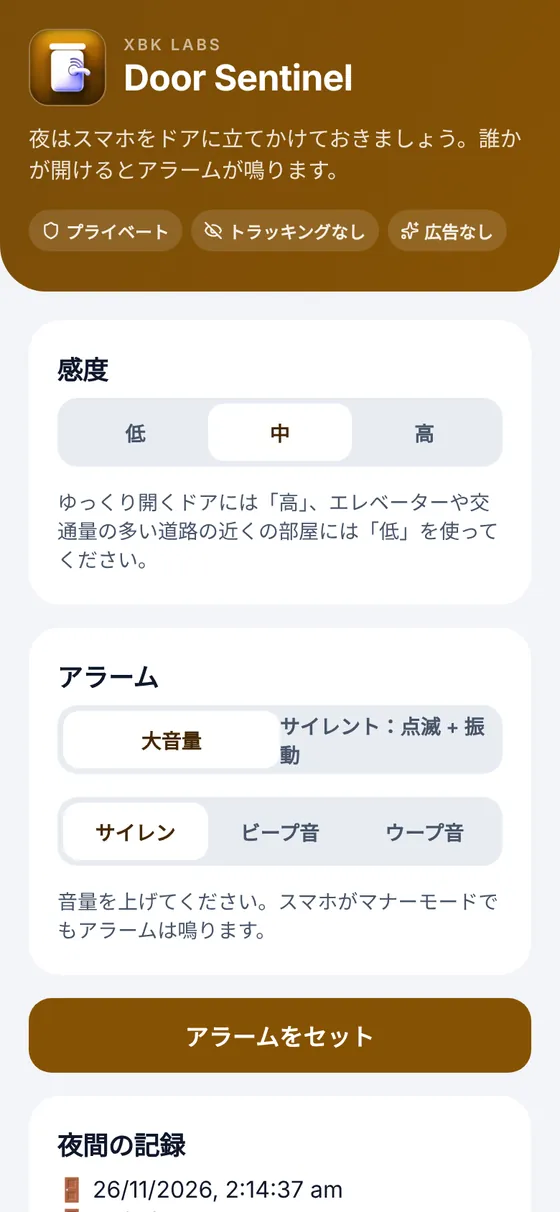 XBK LABS
Door Sentinel
夜はスマホをドアに立てかけておきましょう。誰か
が開けるとアラームが鳴ります。
プライベート
トラッキングなし
広告なし
感度
低
中
高
ゆっくり開くドアには「高」、エレベーターや交
通量の多い道路の近くの部屋には「低」を使って
ください。
アラーム
大音量
サイレント：点滅 + 振
動
サイレン
ビープ音
ウープ音
音量を上げてください。スマホがマナーモードで
もアラームは鳴ります。
アラームをセット
夜間の記録
26/11/2026, 2:14:37 am